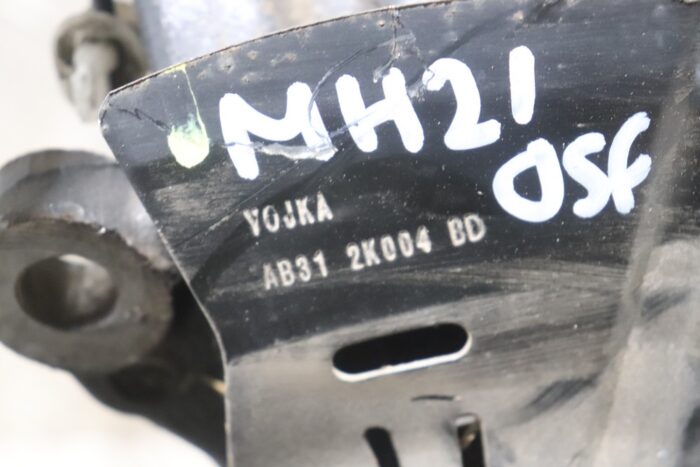 MH21
OSF
VOJKA
AB31 2K004 BD